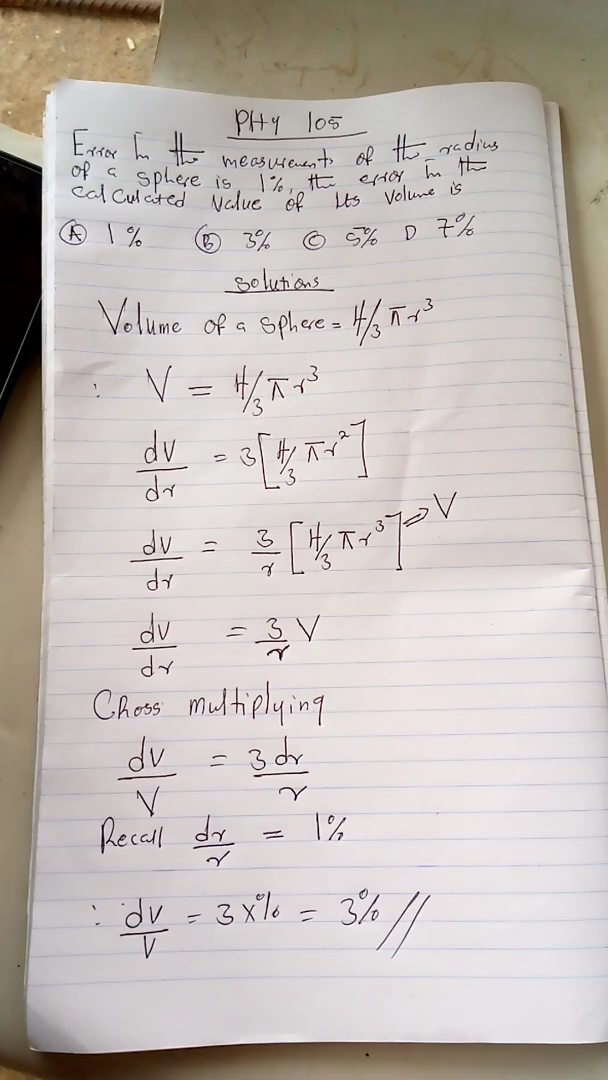 PHY 105
Error in the measurements of the radius
of a sphere is 1%, the error in the
calculated value of its volume is
Ⓐ 1% Ⓑ 3% Ⓒ 5% D 7%
Solutions
Volume of a sphere = 4/3 πr³
∴ V = 4/3 πr³
dv/dr = 3[4/3 πr²]
dv/dr = 3/r [4/3 πr³] ⇒ V
dv/dr = 3/r V
Cross multiplying
dv/V = 3 dr/r
Recall dr/r = 1%
∴ dv/V = 3 x% = 3% //